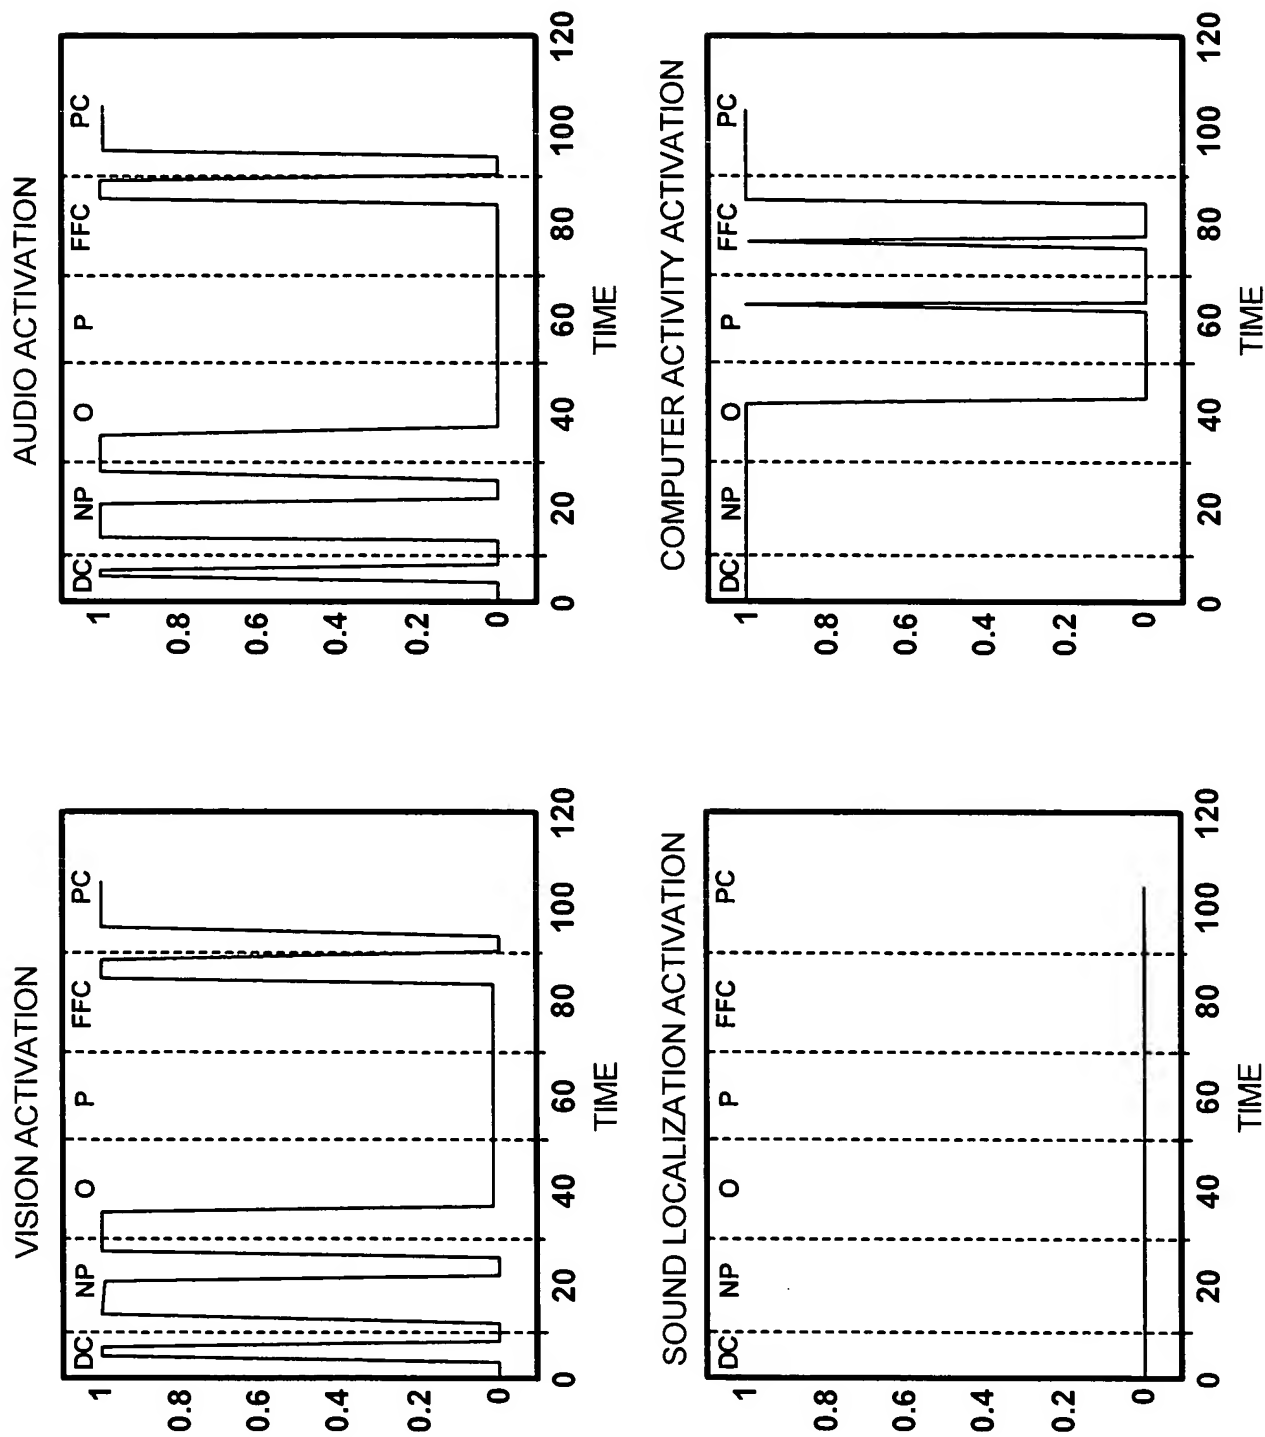 VISION ACTIVATION
DC NP O P FFC PC
1
0.8
0.6
0.4
0.2
0
0 20 40 60 80 100 120
TIME
AUDIO ACTIVATION
DC NP O P FFC PC
1
0.8
0.6
0.4
0.2
0
0 20 40 60 80 100 120
TIME
SOUND LOCALIZATION ACTIVATION
DC NP O P FFC PC
1
0.8
0.6
0.4
0.2
0
0 20 40 60 80 100 120
TIME
COMPUTER ACTIVITY ACTIVATION
DC NP O P FFC PC
1
0.8
0.6
0.4
0.2
0
0 20 40 60 80 100 120
TIME